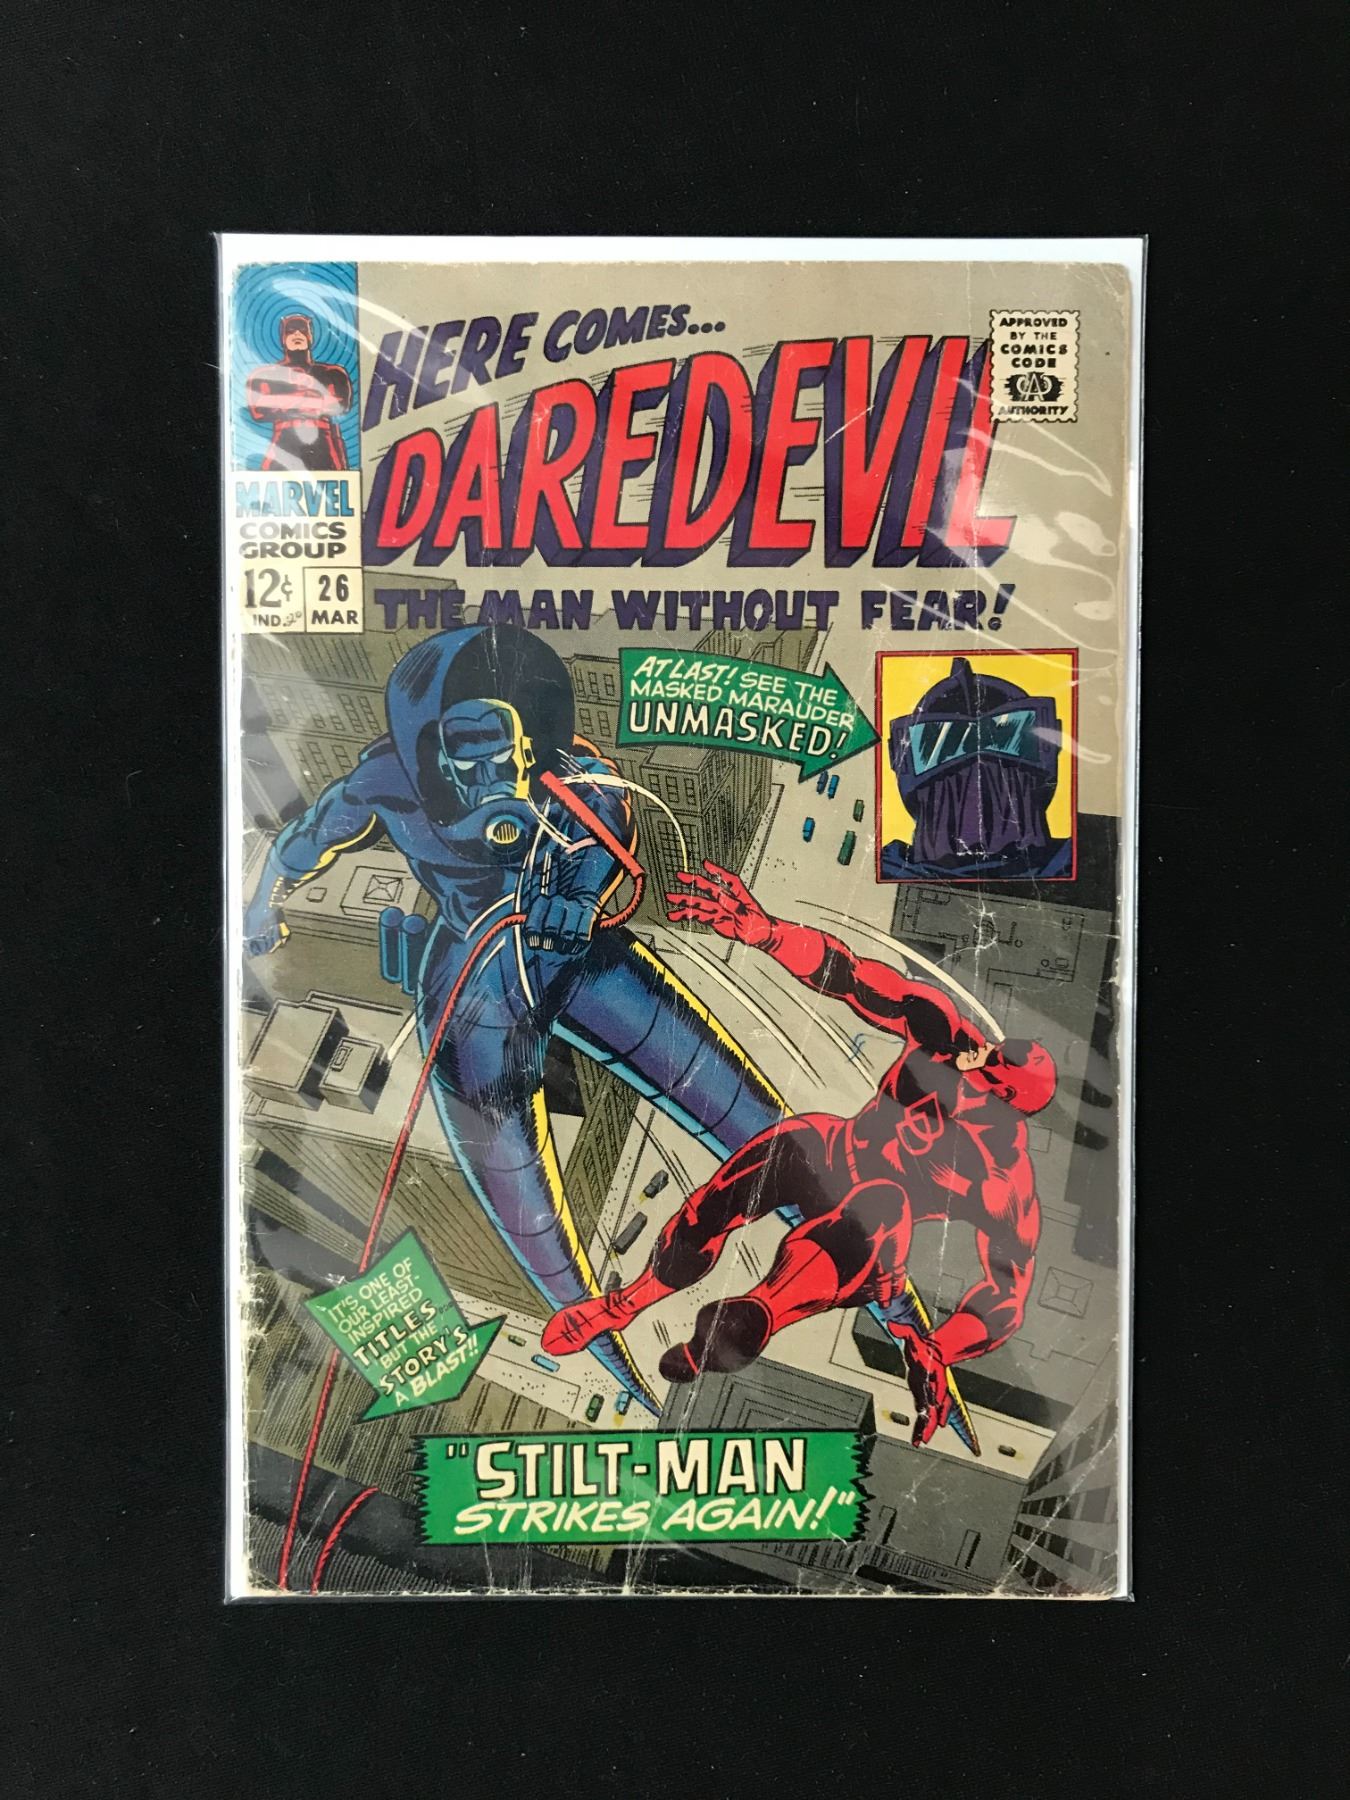 HERE COMES...
DAREDEVIL
THE MAN WITHOUT FEAR!
APPROVED
BY THE
COMICS
CODE
CA
AUTHORITY
MARVEL
COMICS
GROUP
12¢
IND.
26
MAR
AT LAST! SEE THE
MASKED MARAUDER
UNMASKED!
DD
IT'S ONE OF
OUR LEAST-
INSPIRED
TITLES...
BUT THE
STORY'S
A BLAST!!
"STILT-MAN
STRIKES AGAIN!"